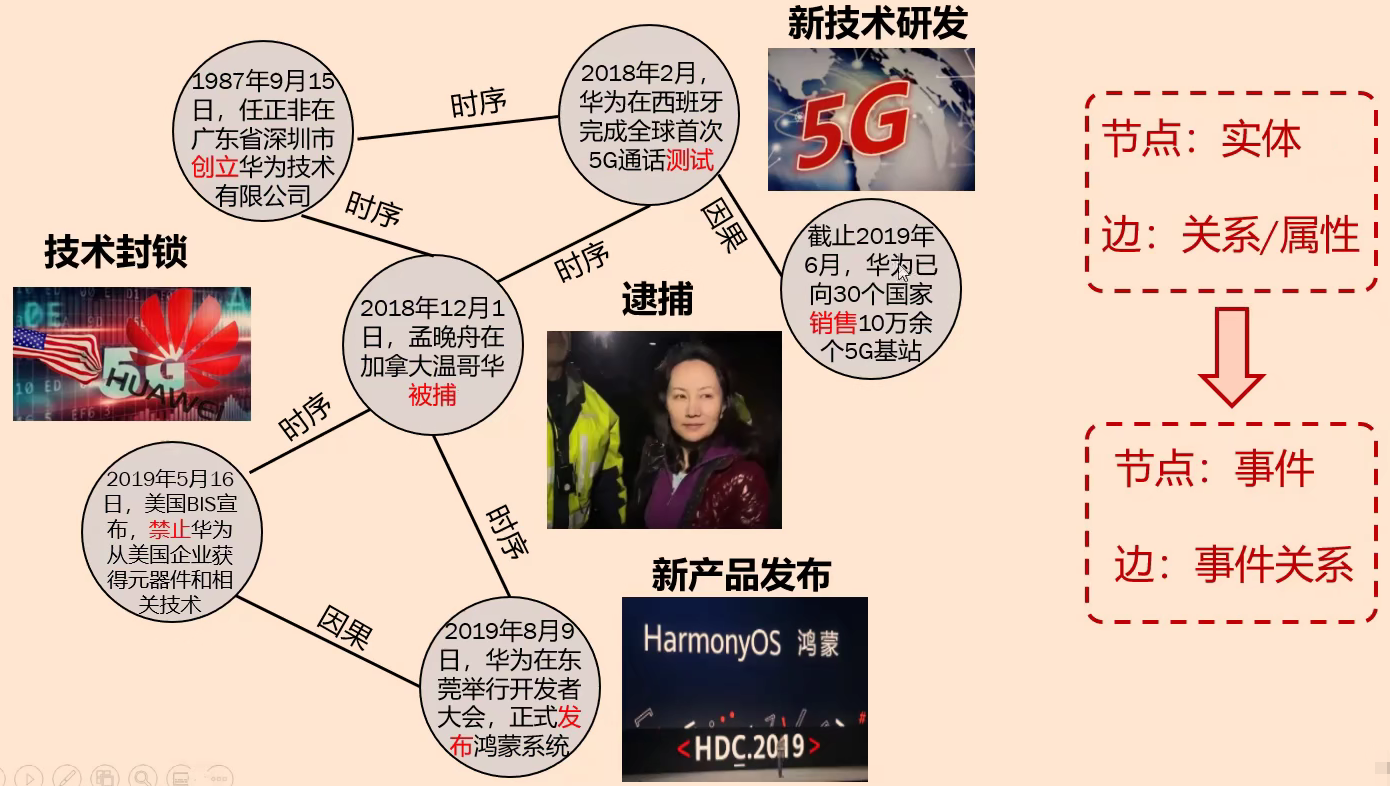 新技术研发
5G
1987年9月15
日，任正非在
广东省深圳市
创立华为技术
有限公司
时序
2018年2月，
华为在西班牙
完成全球首次
5G通话测试
时序
时序
因果
截止2019年
6月，华为已
向30个国家
销售10万余
个5G基站
技术封锁
5G
HUAWEI
2018年12月1
日，孟晚舟在
加拿大温哥华
被捕
逮捕
时序
时序
2019年5月16
日，美国BIS宣
布，禁止华为
从美国企业获
得元器件和相
关技术
因果
新产品发布
2019年8月9
日，华为在东
莞举行开发者
大会，正式发
布鸿蒙系统
HarmonyOS 鸿蒙
<HDC.2019>
节点：实体
边：关系/属性
节点：事件
边：事件关系